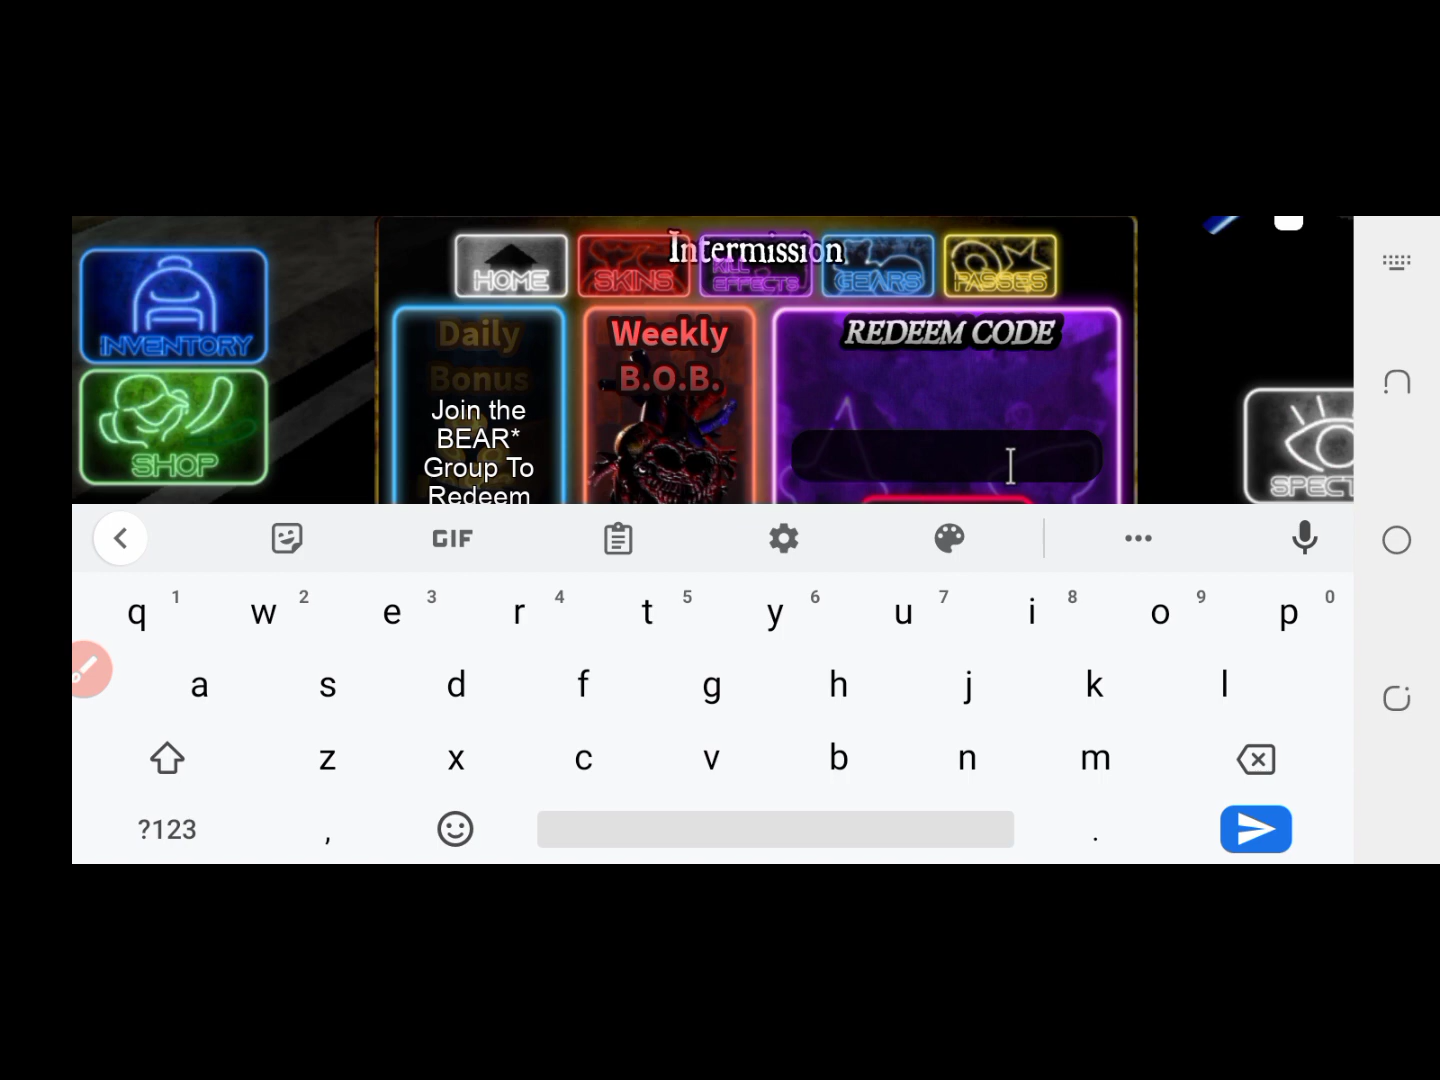 Intermission
HOME
SKINS
KILL
EFFECTS
GEARS
PASSES
INVENTORY
SHOP
Daily
Bonus
Join the
BEAR*
Group To
Redeem
Weekly
B.O.B.
REDEEM CODE
SPECT
GIF
q 1 w 2 e 3 r 4 t 5 y 6 u 7 i 8 o 9 p 0
a s d f g h j k l
z x c v b n m
?123 , .